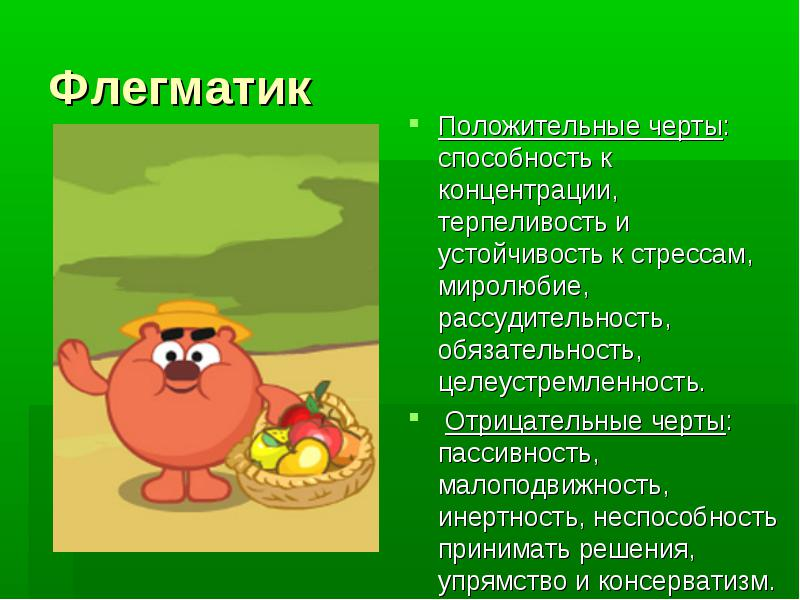 Флегматик
Положительные черты:
способность к
концентрации,
терпеливость и
устойчивость к стрессам,
миролюбие,
рассудительность,
обязательность,
целеустремленность.
Отрицательные черты:
пассивность,
малоподвижность,
инертность, неспособность
принимать решения,
упрямство и консерватизм.